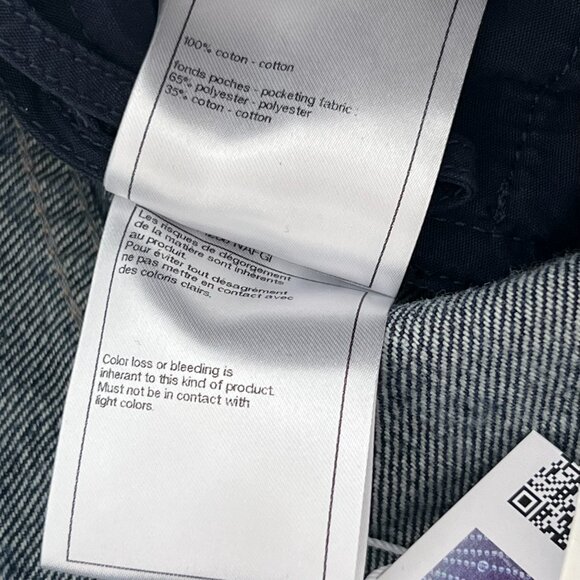 100% coton - cotton
fonds poches - pocketing fabric :
65% polyester - polyester
35% coton - cotton
Les risques de dégorgement
de la matière sont inhérents
au produit.
Pour éviter tout désagrément
ne pas mettre en contact avec
des colons clairs.
Color loss or bleeding is
inherant to this kind of product.
Must not be in contact with
light colors.